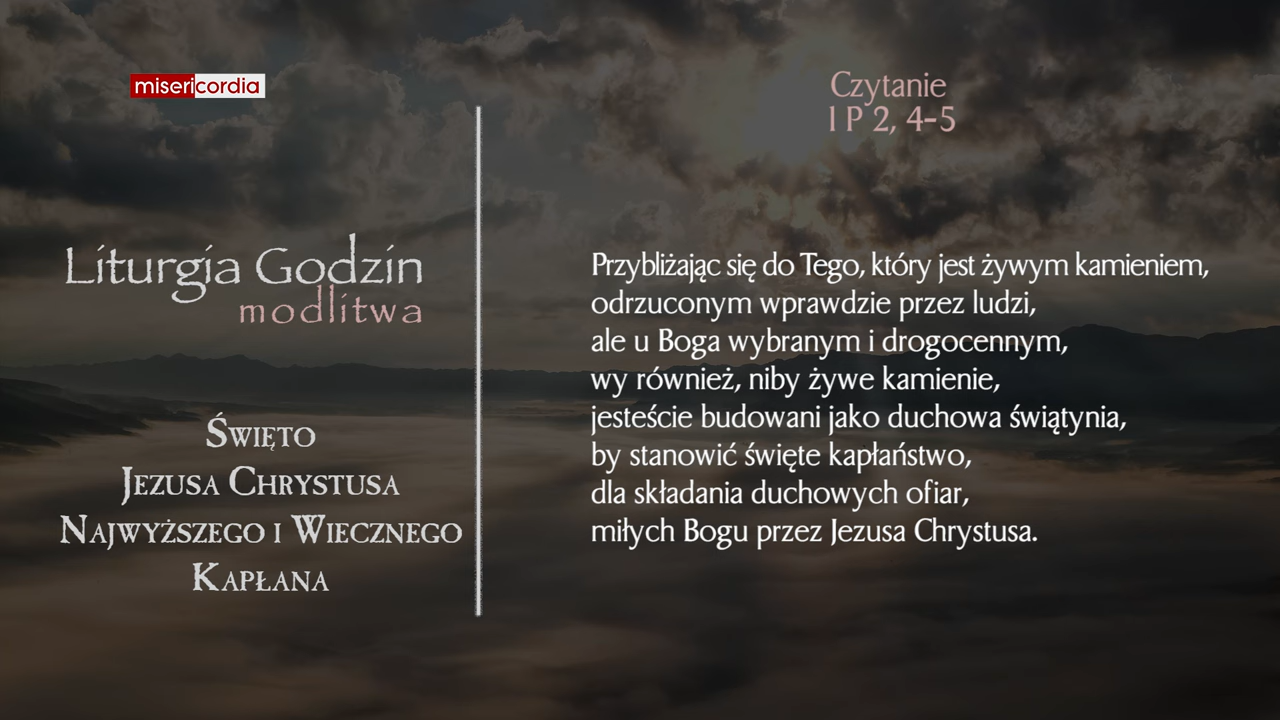 misericordia
Liturgia Godzin
modlitwa
Święto
Jezusa Chrystusa
Najwyższego i Wiecznego
Kapłana
Czytanie
1 P 2, 4-5
Przybliżając się do Tego, który jest żywym kamieniem,
odrzuconym wprawdzie przez ludzi,
ale u Boga wybranym i drogocennym,
wy również, niby żywe kamienie,
jesteście budowani jako duchowa świątynia,
by stanowić święte kapłaństwo,
dla składania duchowych ofiar,
miłych Bogu przez Jezusa Chrystusa.